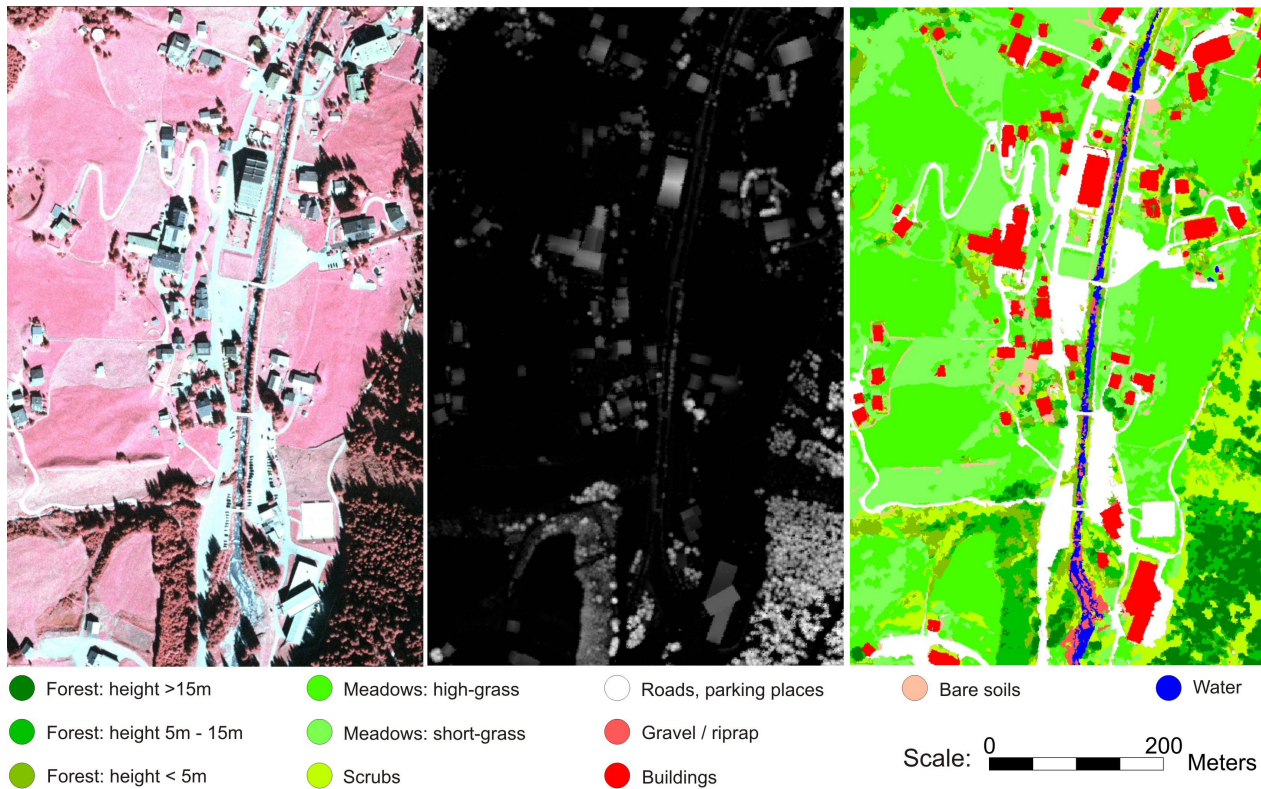 Forest: height >15m
Meadows: high-grass
Roads, parking places
Bare soils
Water
Forest: height 5m - 15m
Meadows: short-grass
Gravel / riprap
Forest: height < 5m
Scrubs
Buildings
Scale: 0 200 Meters